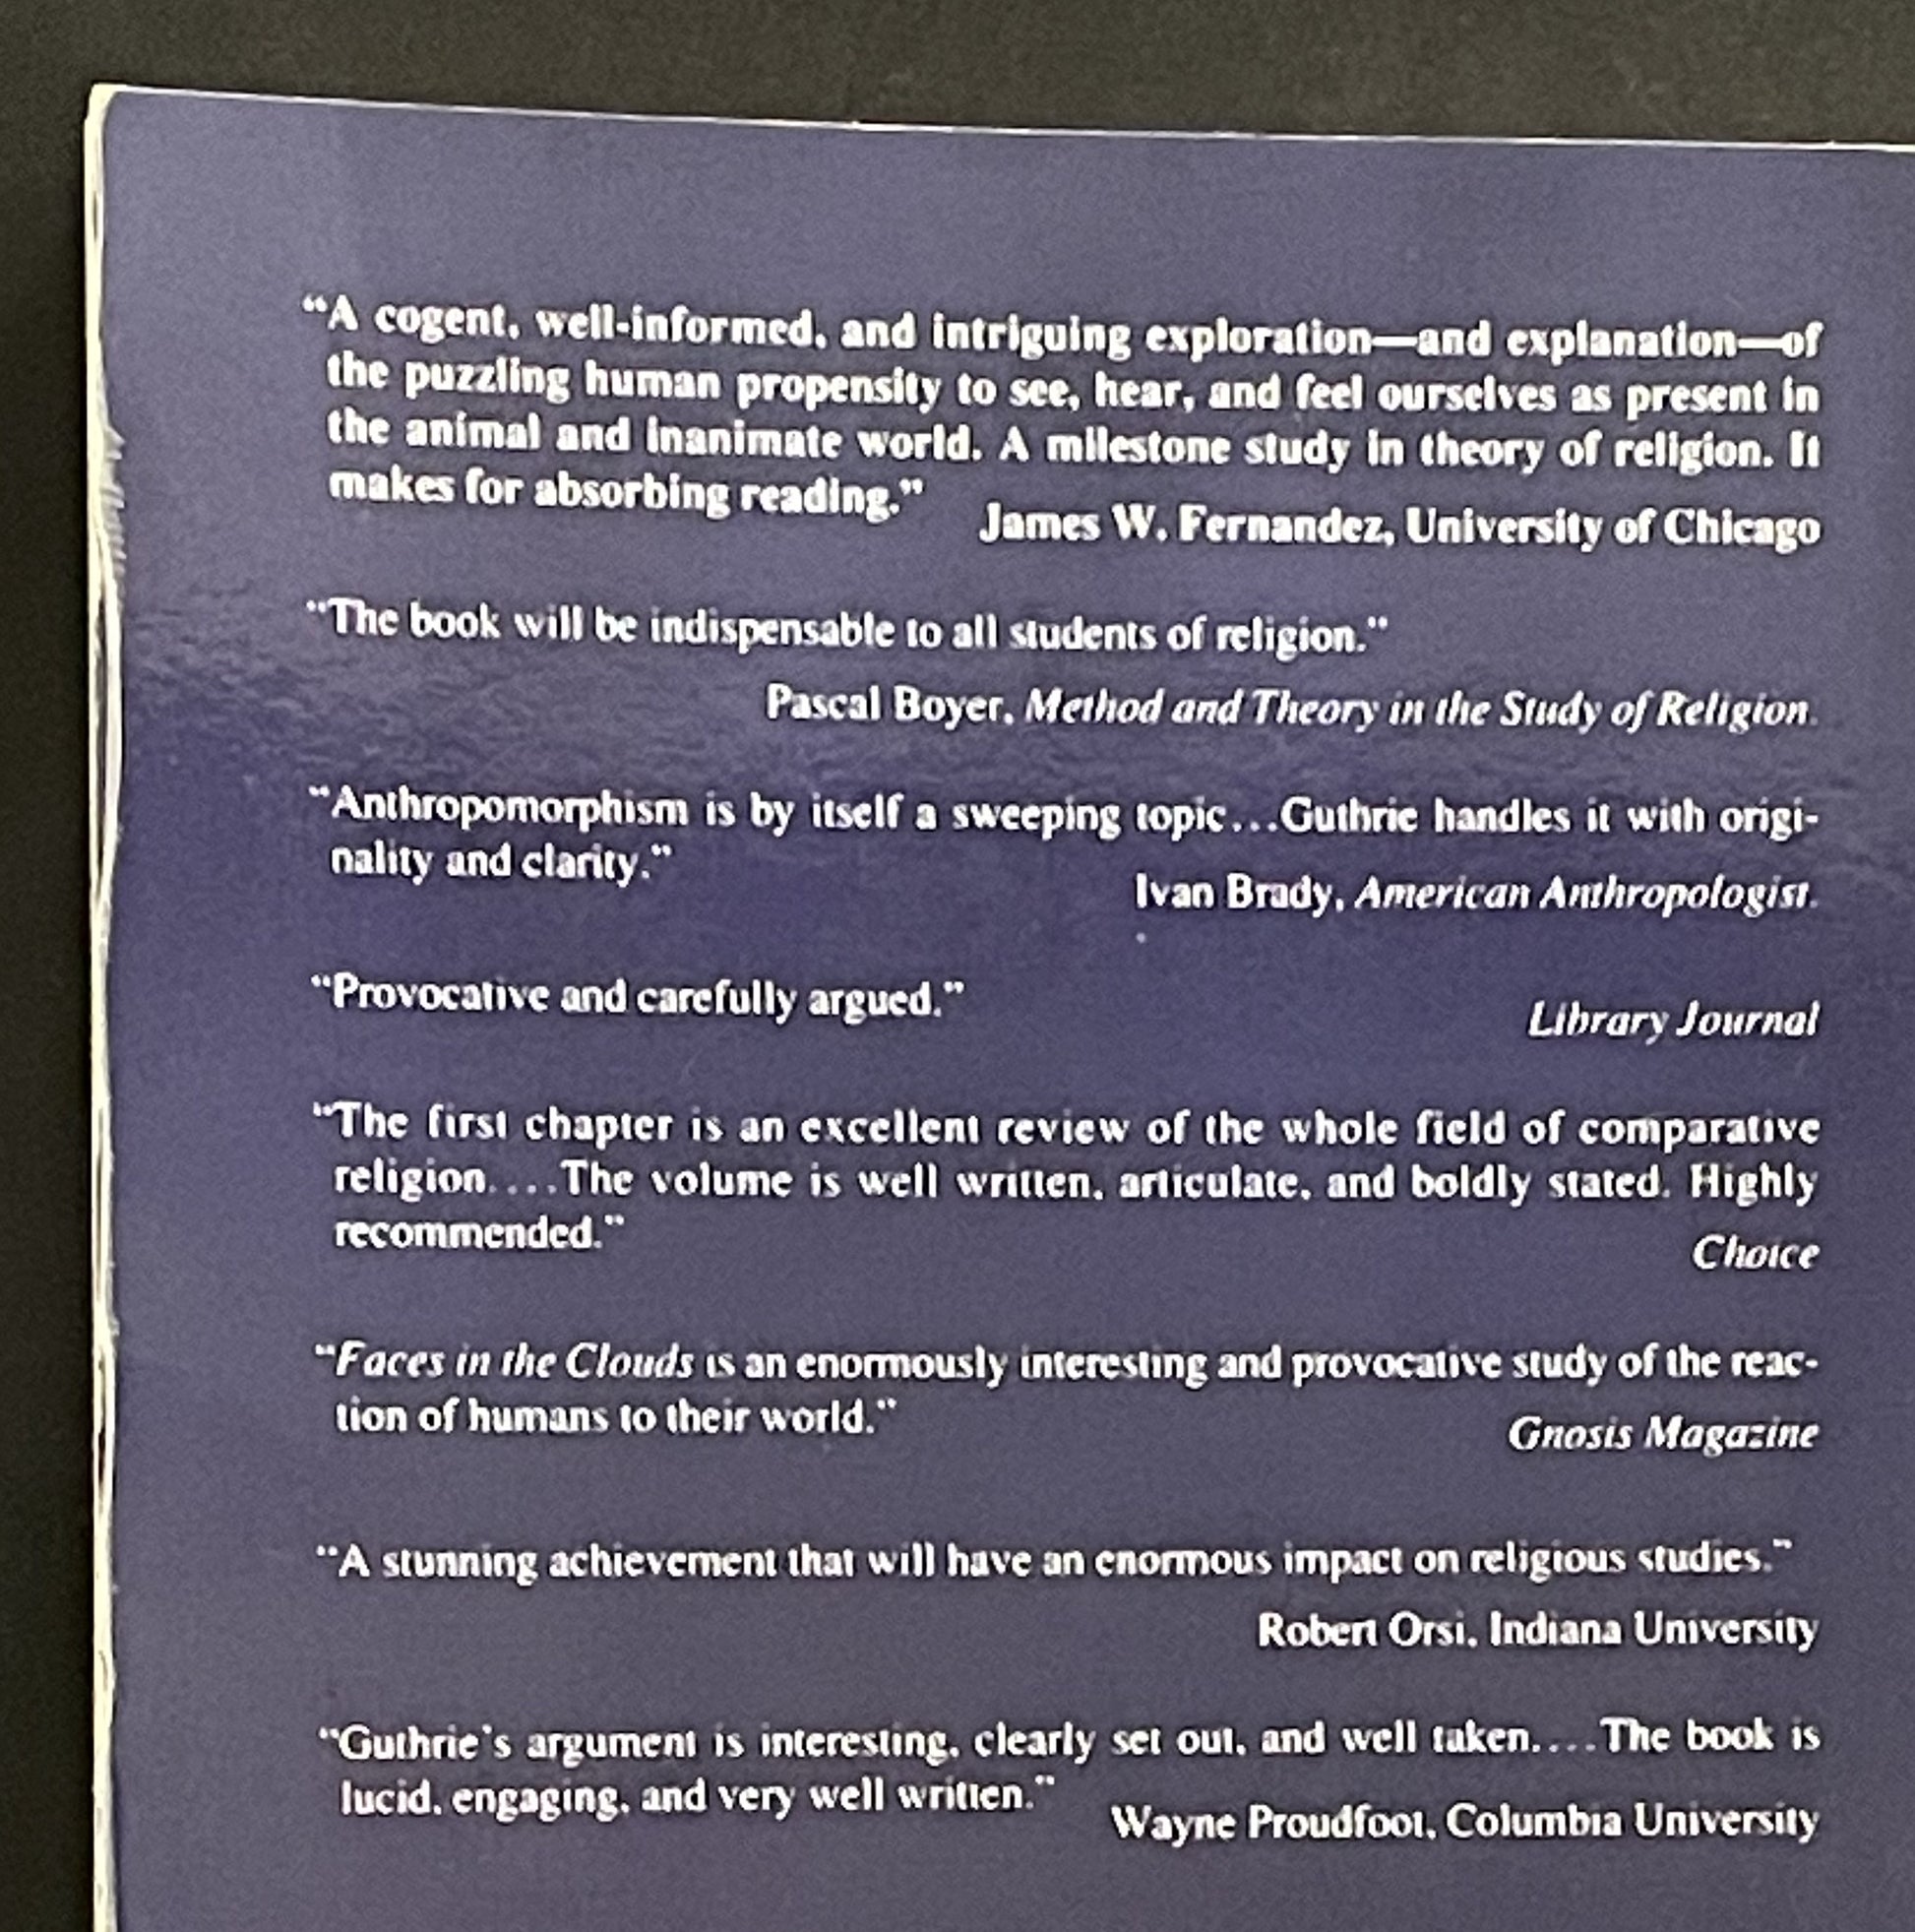 “A cogent, well-informed, and intriguing exploration—and explanation—of
the puzzling human propensity to see, hear, and feel ourselves as present in
the animal and inanimate world. A milestone study in theory of religion. It
makes for absorbing reading.”
James W. Fernandez, University of Chicago
“The book will be indispensable to all students of religion.”
Pascal Boyer, Method and Theory in the Study of Religion.
“Anthropomorphism is by itself a sweeping topic...Guthrie handles it with origi-
nality and clarity.”
Ivan Brady, American Anthropologist.
“Provocative and carefully argued.”
Library Journal
“The first chapter is an excellent review of the whole field of comparative
religion....The volume is well written, articulate, and boldly stated. Highly
recommended.”
Choice
“Faces in the Clouds is an enormously interesting and provocative study of the reac-
tion of humans to their world.”
Gnosis Magazine
“A stunning achievement that will have an enormous impact on religious studies.”
Robert Orsi, Indiana University
“Guthrie’s argument is interesting, clearly set out, and well taken....The book is
lucid, engaging, and very well written.”
Wayne Proudfoot, Columbia University